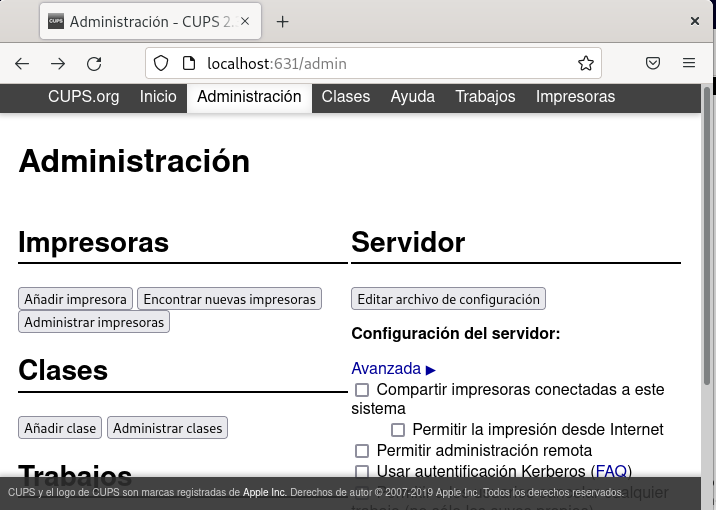 CUPS
Administración - CUPS 2.
localhost:631/admin
CUPS.org Inicio Administración Clases Ayuda Trabajos Impresoras
Administración
Impresoras
Añadir impresora Encontrar nuevas impresoras
Administrar impresoras
Clases
Añadir clase Administrar clases
Trabajos
Servidor
Editar archivo de configuración
Configuración del servidor:
Avanzada ▶
Compartir impresoras conectadas a este
sistema
Permitir la impresión desde Internet
Permitir administración remota
Usar autentificación Kerberos (FAQ)
CUPS y el logo de CUPS son marcas registradas de Apple Inc. Derechos de autor © 2007-2019 Apple Inc. Todos los derechos reservados.